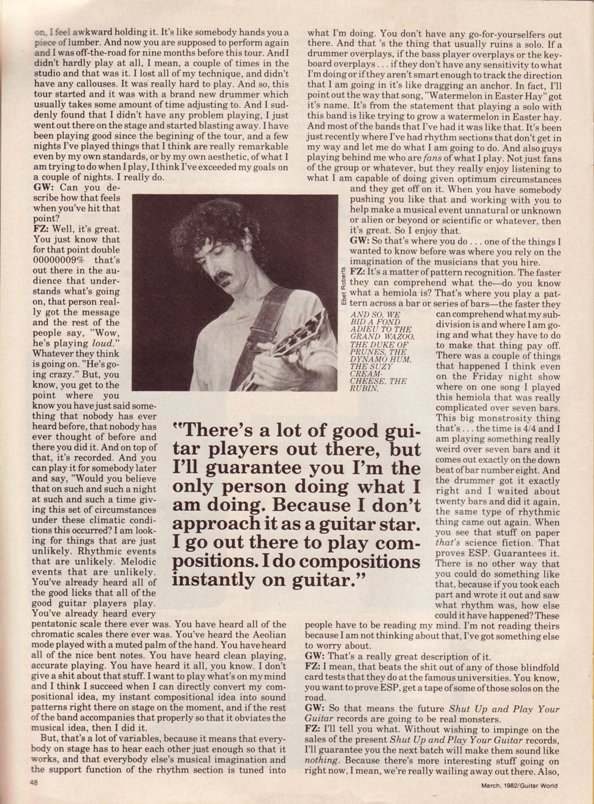 on, I feel awkward holding it. It's like somebody hands you a
piece of lumber. And now you are supposed to perform again
and I was off-the-road for nine months before this tour. And I
didn't hardly play at all, I mean, a couple of times in the
studio and that was it. I lost all of my technique, and didn't
have any callouses. It was really hard to play. And so, this
tour started and it was with a brand new drummer which
usually takes some amount of time adjusting to. And I sud-
denly found that I didn't have any problem playing, I just
went out there on the stage and started blasting away. I have
been playing good since the begining of the tour, and a few
nights I've played things that I think are really remarkable
even by my own standards, or by my own aesthetic, of what I
am trying to do when I play, I think I've exceeded my goals on
a couple of nights. I really do.
GW: Can you de-
scribe how that feels
when you've hit that
point?
FZ: Well, it's great.
You just know that
for that point double
00000009% that's
out there in the au-
dience that under-
stands what's going
on, that person real-
ly got the message
and the rest of the
people say, "Wow,
he's playing loud."
Whatever they think
is going on. "He's go-
ing crazy." But, you
know, you get to the
point where you
know you have just said some-
thing that nobody has ever
heard before, that nobody has
ever thought of before and
there you did it. And on top of
that, it's recorded. And you
can play it for somebody later
and say, "Would you believe
that on such and such a night
at such and such a time giv-
ing this set of circumstances
under these climatic condi-
tions this occurred? I am look-
ing for things that are just
unlikely. Rhythmic events
that are unlikely. Melodic
events that are unlikely.
You've already heard all of
the good licks that all of the
good guitar players play.
You've already heard every
pentatonic scale there ever was. You have heard all of the
chromatic scales there ever was. You've heard the Aeolian
mode played with a muted palm of the hand. You have heard
all of the nice bent notes. You have heard clean playing,
accurate playing. You have heard it all, you know. I don't
give a shit about that stuff. I want to play what's on my mind
and I think I succeed when I can directly convert my com-
positional idea, my instant compositional idea into sound
patterns right there on stage on the moment, and if the rest
of the band accompanies that properly so that it obviates the
musical idea, then I did it.
But, that's a lot of variables, because it means that every-
body on stage has to hear each other just enough so that it
works, and that everybody else's musical imagination and
the support function of the rhythm section is tuned into
what I'm doing. You don't have any go-for-yourselfers out
there. And that 's the thing that usually ruins a solo. If a
drummer overplays, if the bass player overplays or the key-
board overplays . . . if they don't have any sensitivity to what
I'm doing or if they aren't smart enough to track the direction
that I am going in it's like dragging an anchor. In fact, I'll
point out the way that song, "Watermelon in Easter Hay" got
it's name. It's from the statement that playing a solo with
this band is like trying to grow a watermelon in Easter hay.
And most of the bands that I've had it was like that. It's been
just recently where I've had rhythm sections that don't get in
my way and let me do what I am going to do. And also guys
playing behind me who are fans of what I play. Not just fans
of the group or whatever, but they really enjoy listening to
what I am capable of doing given optimum circumstances
and they get off on it. When you have somebody
pushing you like that and working with you to
help make a musical event unnatural or unknown
or alien or beyond or scientific or whatever, then
it's great. So I enjoy that.
GW: So that's where you do . . . one of the things I
wanted to know before was where you rely on the
imagination of the musicians that you hire.
FZ: It's a matter of pattern recognition. The faster
they can comprehend what the—do you know
what a hemiola is? That's where you play a pat-
tern across a bar or series of bars—the faster they
can comprehend what my sub-
division is and where I am go-
ing and what they have to do
to make that thing pay off.
There was a couple of things
that happened I think even
on the Friday night show
where on one song I played
this hemiola that was really
complicated over seven bars.
This big monstrosity thing
that's . . . the time is 4/4 and I
am playing something really
weird over seven bars and it
comes out exactly on the down
beat of bar number eight. And
the drummer got it exactly
right and I waited about
twenty bars and did it again,
the same type of rhythmic
thing came out again. When
you see that stuff on paper
that's science fiction. That
proves ESP. Guarantees it.
There is no other way that
you could do something like
that, because if you took each
part and wrote it out and saw
what rhythm was, how else
could it have happened? These
people have to be reading my mind. I'm not reading theirs
because I am not thinking about that, I've got something else
to worry about.
GW: That's a really great description of it.
FZ: I mean, that beats the shit out of any of those blindfold
card tests that they do at the famous universities. You know,
you want to prove ESP, get a tape of some of those solos on the
road.
GW: So that means the future Shut Up and Play Your
Guitar records are going to be real monsters.
FZ: I'll tell you what. Without wishing to impinge on the
sales of the present Shut Up and Play Your Guitar records,
I'll guarantee you the next batch will make them sound like
nothing. Because there's more interesting stuff going on
right now, I mean, we're really wailing away out there. Also,
Ebet Roberts
AND SO, WE
BID A FOND
ADIEU TO THE
GRAND WAZOO,
THE DUKE OF
PRUNES, THE
DYNAMO HUM,
THE SUZY
CREAM-
CHEESE, THE
RUBIN.
"There's a lot of good gui-
tar players out there, but
I'll guarantee you I'm the
only person doing what I
am doing. Because I don't
approach it as a guitar star.
I go out there to play com-
positions. I do compositions
instantly on guitar."
48
March, 1982/Guitar World